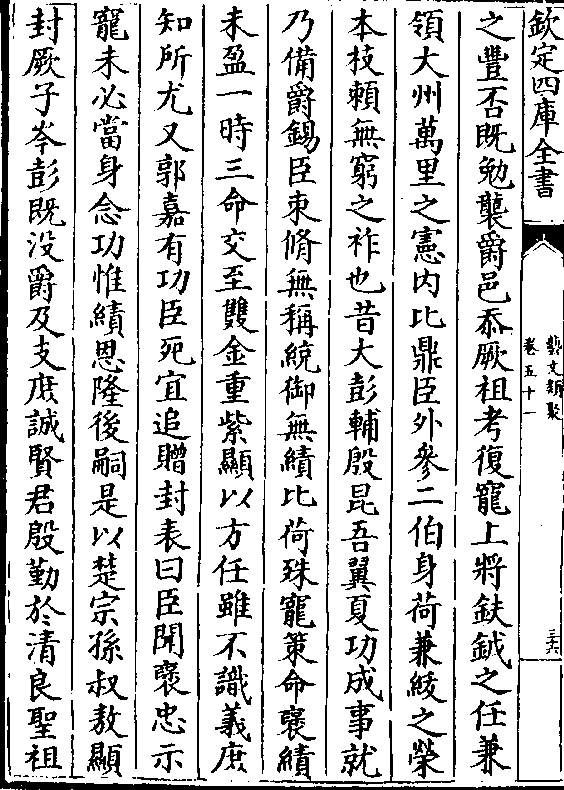 欽定四庫全書
藝文類聚
卷五十一
三六
之豐否既勉襲爵邑忝厥祖考復寵上將鈇鉞之任兼
領大州萬里之憲内比鼎臣外參二伯身荷兼紱之榮
本枝賴無窮之祚也昔大彭輔殷昆吾翼夏功成事就
乃備爵錫臣束脩無稱統御無績比荷殊寵策命褒績
未盈一時三命交至雙金重紫顯以方任雖不識義庶
知所尤又郭嘉有功臣死宜追贈封表曰臣聞褒忠示
寵未必當身念功惟績恩隆後嗣是以楚宗孫叔敖顯
封厥子岑彭既没爵及支庶誠賢君殷勤於清良聖祖